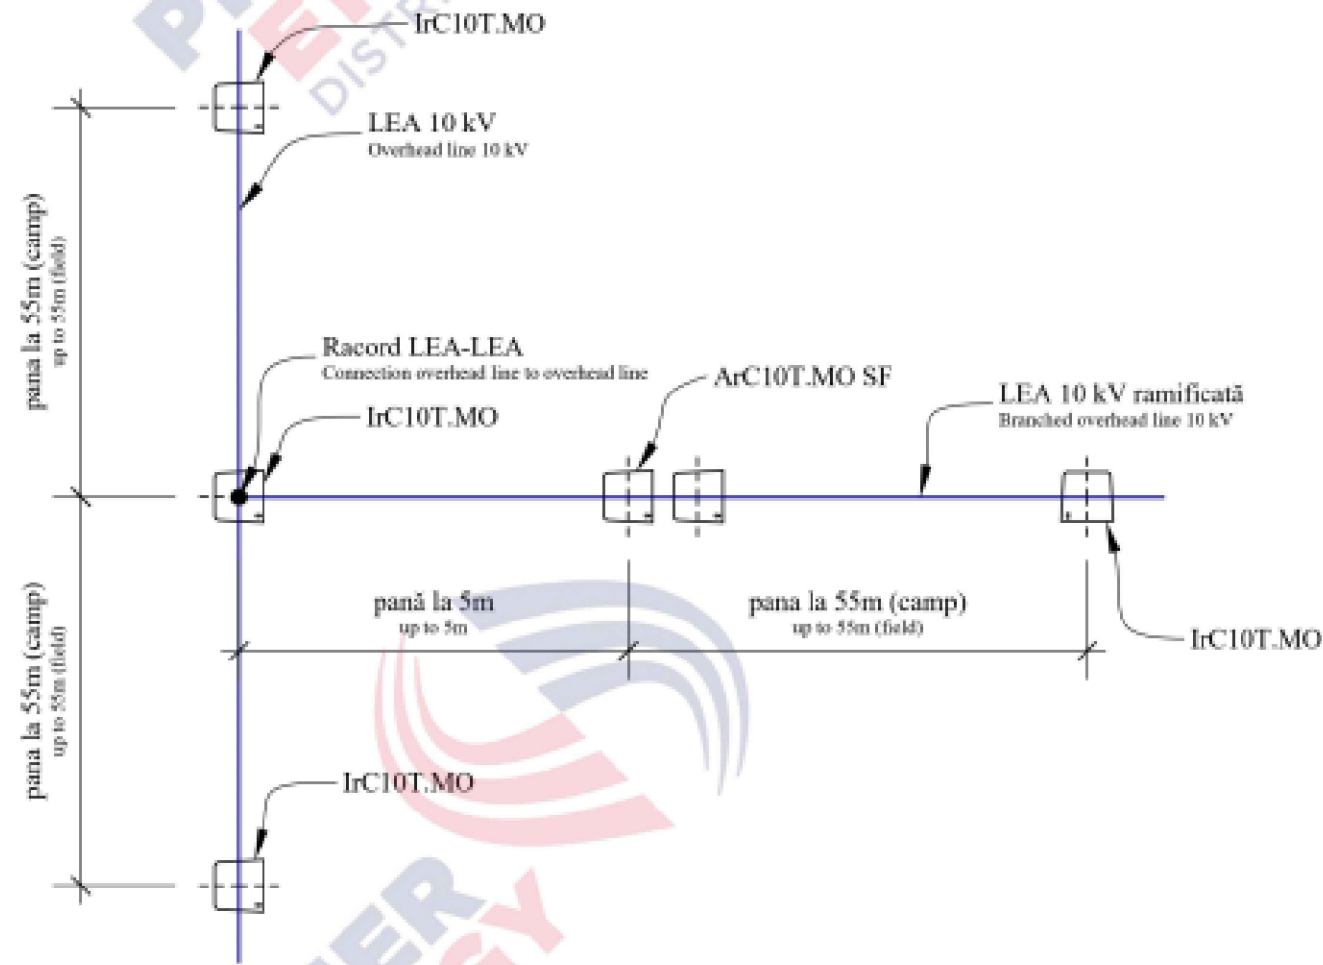 IrC10T.MO
LEA 10 kV
Overhead line 10 kV
pana la 55m (camp)
up to 55m (field)
Racord LEA-LEA
Connection overhead line to overhead line
IrC10T.MO
ArC10T.MO SF
LEA 10 kV ramificată
Branched overhead line 10 kV
pană la 5m
up to 5m
pana la 55m (camp)
up to 55m (field)
IrC10T.MO
pana la 55m (camp)
up to 55m (field)
IrC10T.MO